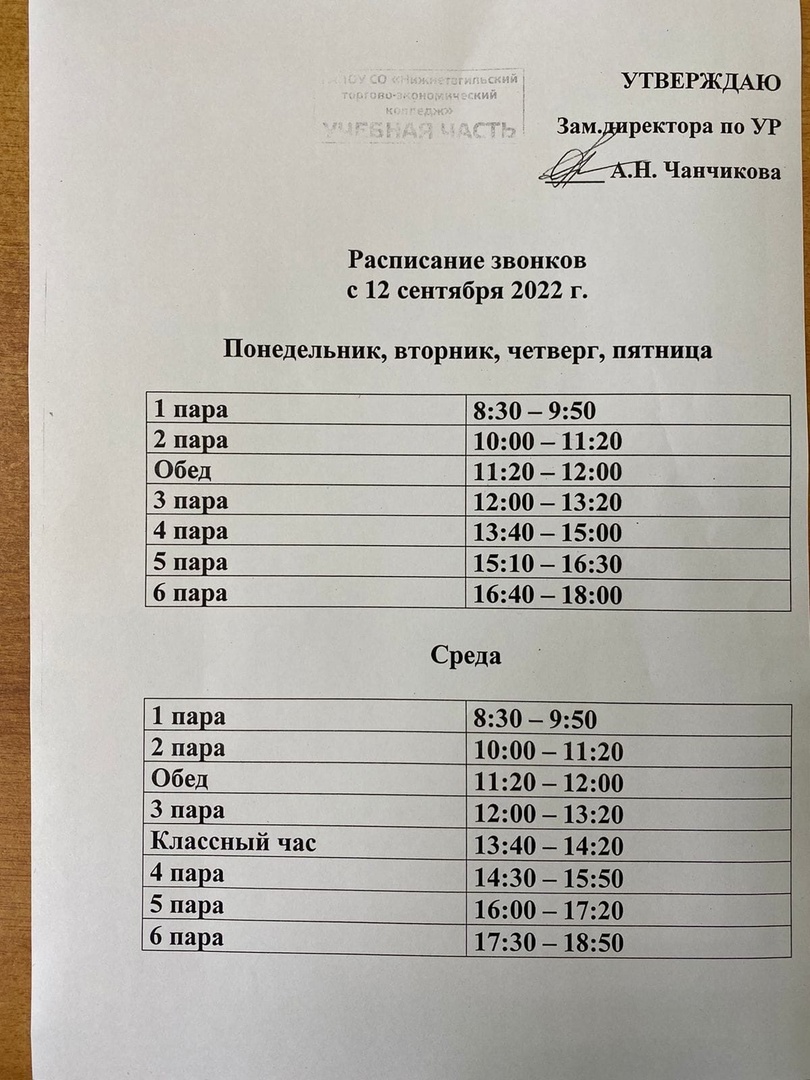 СО «Нижнетагильский
торгово-экономический
колледж»
УЧЕБНАЯ ЧАСТЬ
УТВЕРЖДАЮ
Зам.директора по УР
А.Н. Чанчикова
Расписание звонков
с 12 сентября 2022 г.
Понедельник, вторник, четверг, пятница
1 пара 8:30 – 9:50
2 пара 10:00 – 11:20
Обед 11:20 – 12:00
3 пара 12:00 – 13:20
4 пара 13:40 – 15:00
5 пара 15:10 – 16:30
6 пара 16:40 – 18:00
Среда
1 пара 8:30 – 9:50
2 пара 10:00 – 11:20
Обед 11:20 – 12:00
3 пара 12:00 – 13:20
Классный час 13:40 – 14:20
4 пара 14:30 – 15:50
5 пара 16:00 – 17:20
6 пара 17:30 – 18:50